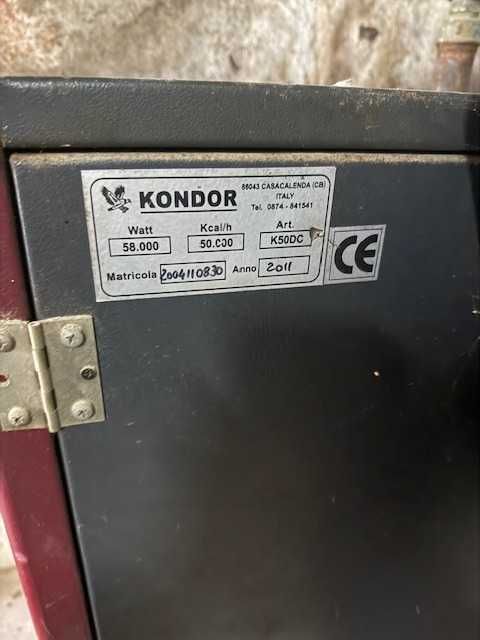 KONDOR
86043 CASACALENDA (CB)
ITALY
Tel. 0874 - 841541
Watt Kcal/h Art.
58.000 50.000 K50DC
Matricola 2004110830 Anno 2011
CE